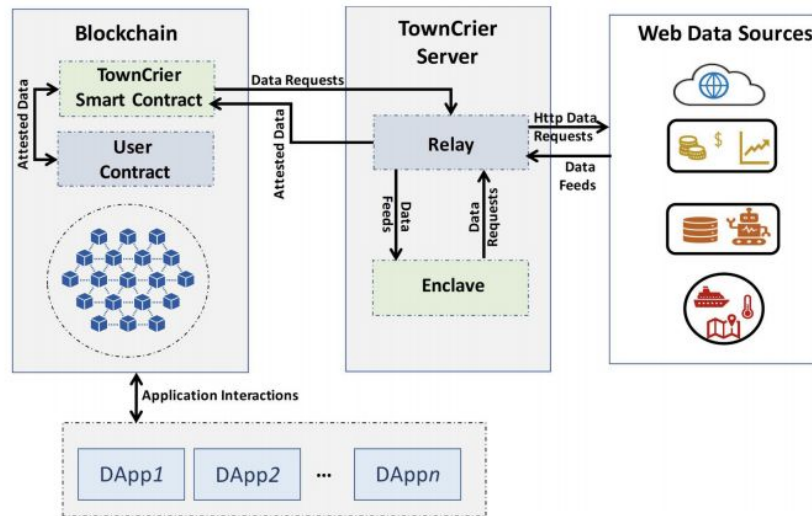 Blockchain
TownCrier
Smart Contract
Attested Data
User
Contract
Data Requests
Attested Data
TownCrier
Server
Relay
Data
Feeds
Data
Requests
Enclave
Http Data
Requests
Data
Feeds
Web Data Sources
$
Application Interactions
DApp1
DApp2
...
DAppn